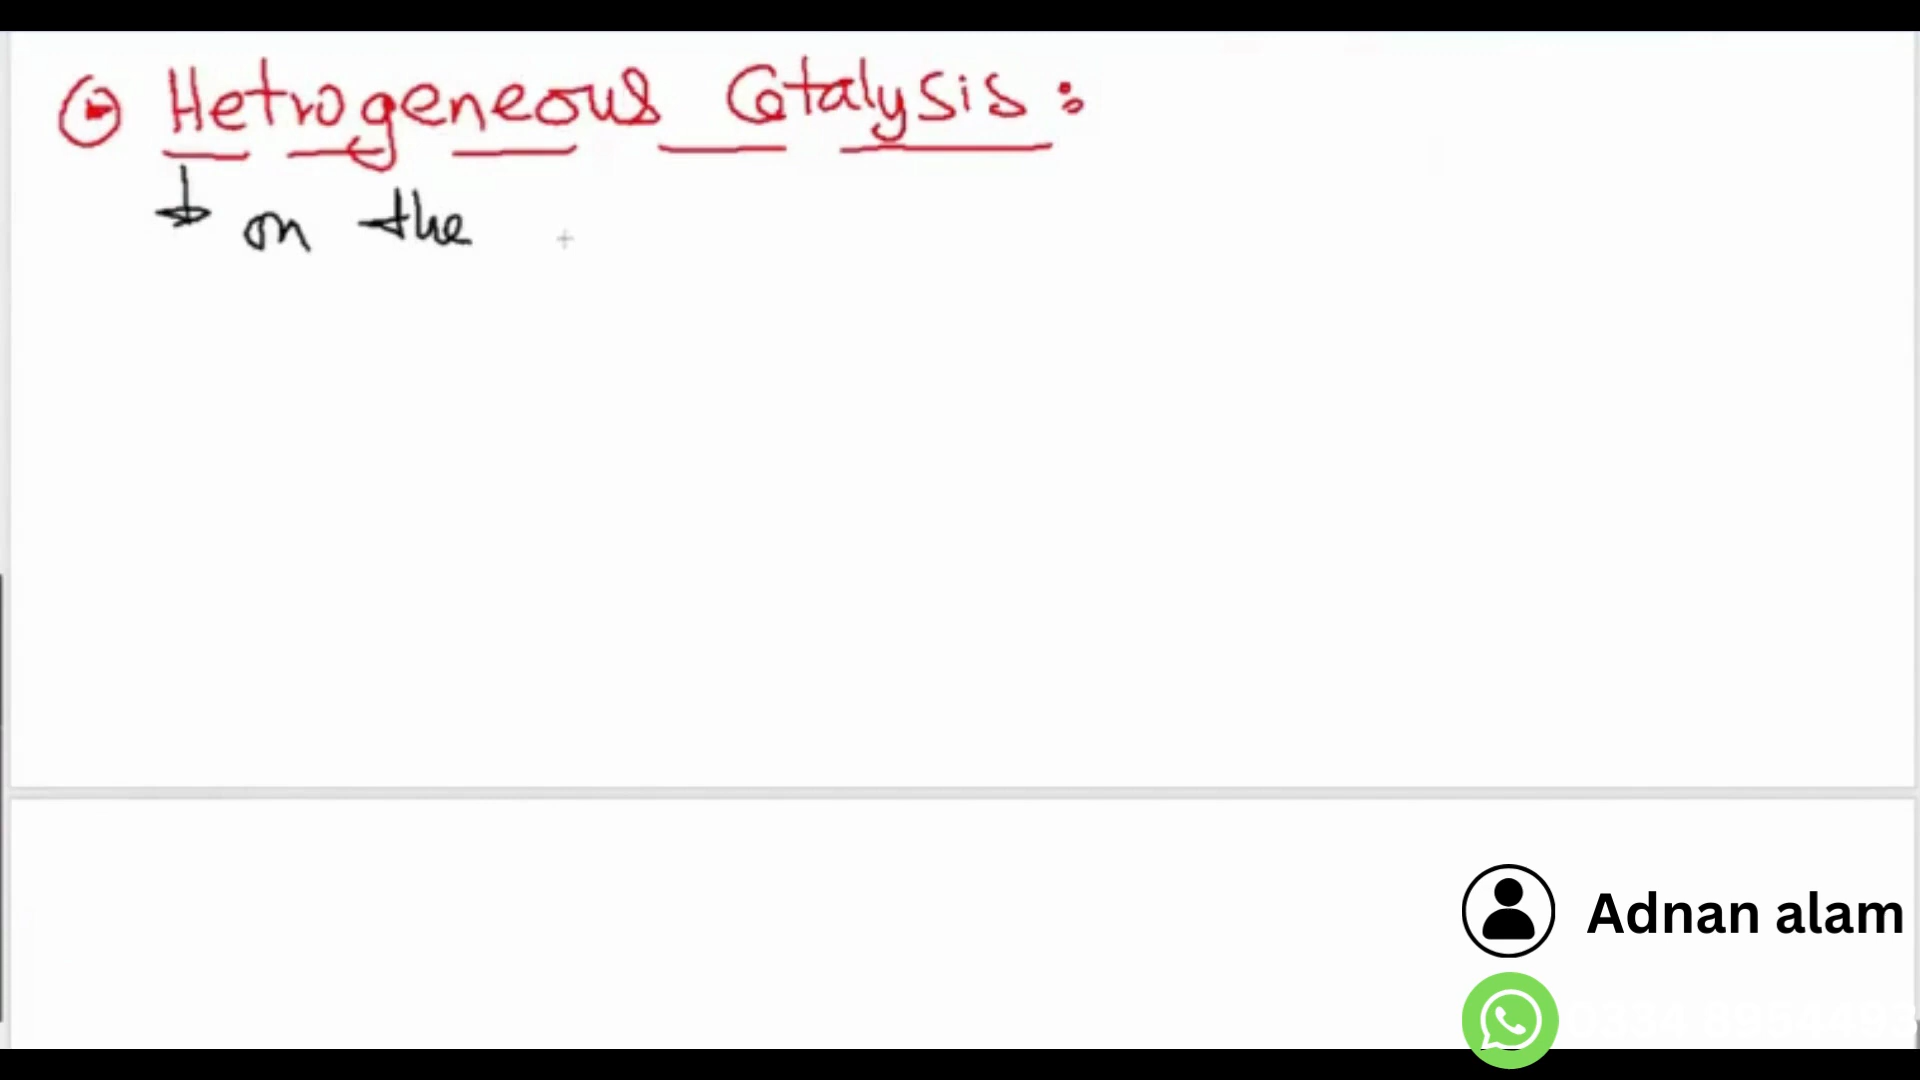 Hetrogeneous Catalysis:
on the
Adnan alam